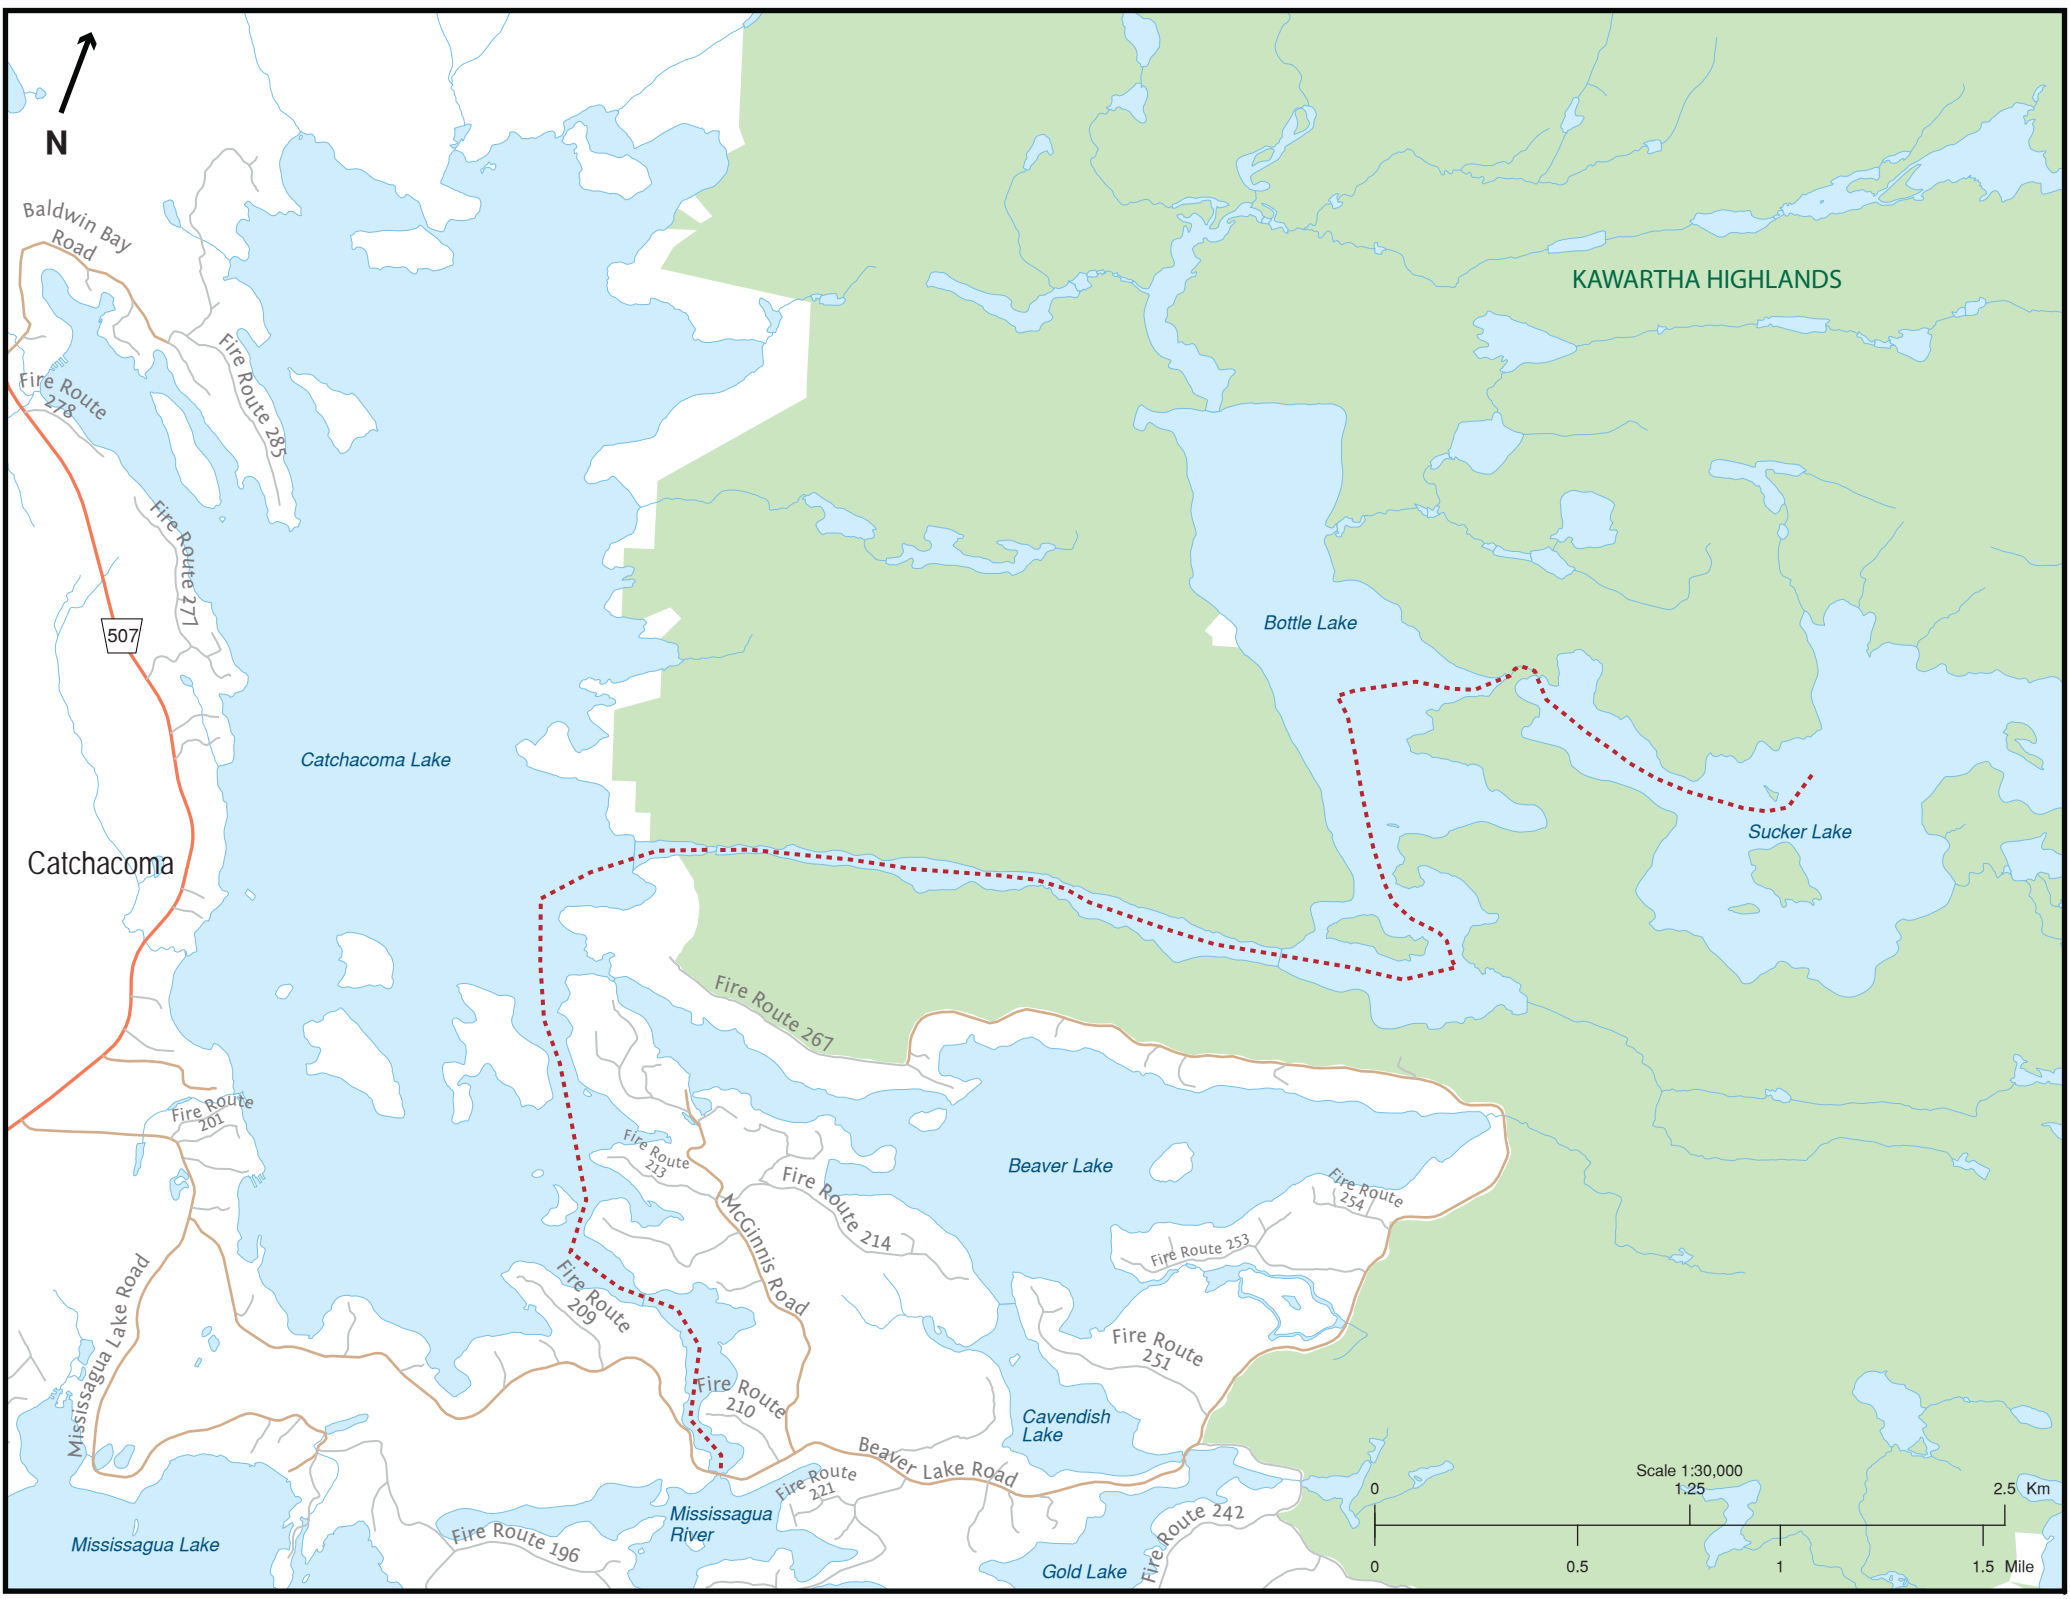 N
Baldwin Bay
Road
KAWARTHA HIGHLANDS
Fire Route
278
Fire Route 285
Fire Route 277
507
Bottle Lake
Catchacoma Lake
Sucker Lake
Catchacoma
Fire Route 267
Fire Route
201
Fire Route
213
Beaver Lake
Fire Route 214
Fire Route
254
McGinnis Road
Fire Route 253
Mississagua Lake Road
Fire Route
209
Fire Route
251
Fire Route
210
Cavendish
Lake
Beaver Lake Road
Fire Route
221
Mississagua
River
Fire Route 196
Mississagua Lake
Gold Lake
Fire Route 242
Scale 1:30,000
0 1.25 2.5 Km
0 0.5 1 1.5 Mile